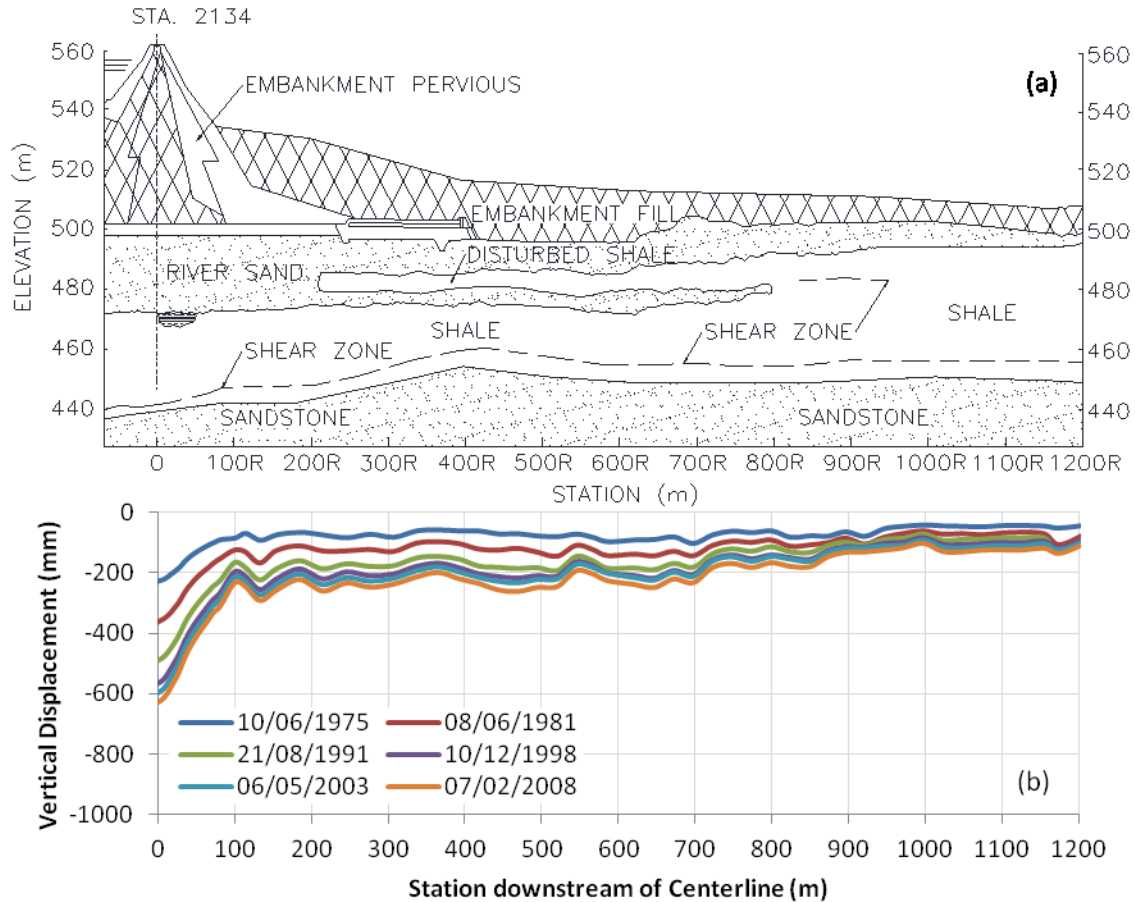 STA. 2134
(a)
560
540
520
500
480
460
440
ELEVATION (m)
560
540
520
500
480
460
440
EMBANKMENT PERVIOUS
EMBANKMENT FILL
DISTURBED SHALE
RIVER SAND
SHALE
SHALE
SHEAR ZONE
SHEAR ZONE
SANDSTONE
SANDSTONE
0 100R 200R 300R 400R 500R 600R 700R 800R 900R 1000R 1100R 1200R
STATION (m)
0
-200
-400
-600
-800
-1000
Vertical Displacement (mm)
10/06/1975 08/06/1981
21/08/1991 10/12/1998
06/05/2003 07/02/2008
(b)
0 100 200 300 400 500 600 700 800 900 1000 1100 1200
Station downstream of Centerline (m)